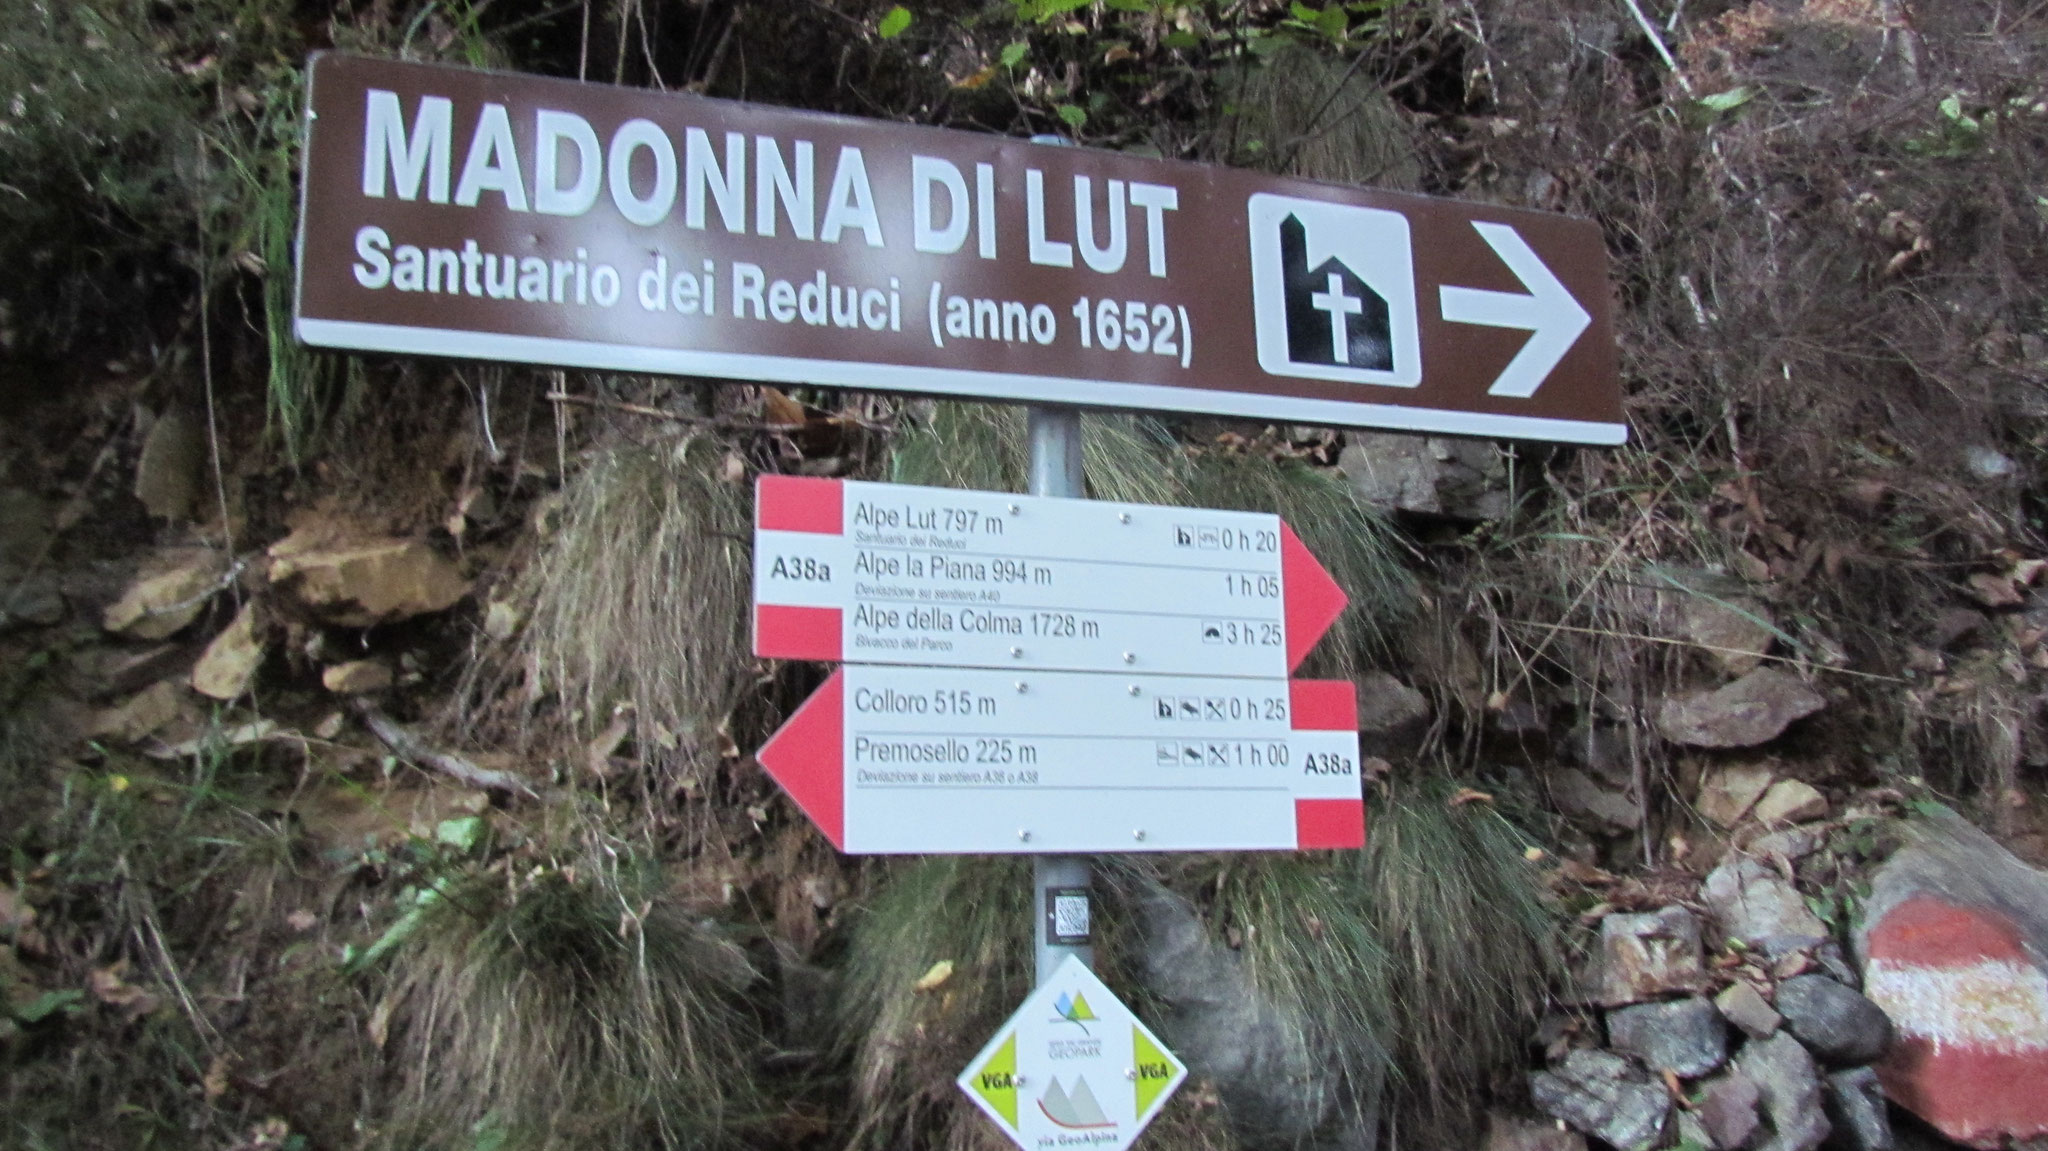 MADONNA DI LUT
Santuario dei Reduci (anno 1652)
Alpe Lut 797 m 0 h 20
Santuario dei Reduci
A38a
Alpe la Piana 994 m 1 h 05
Deviazione su sentiero A40
Alpe della Colma 1728 m 3 h 25
Bivacco del Parco
Colloro 515 m 0 h 25
Premosello 225 m 1 h 00
A38a
Deviazione su sentiero A36 o A38
GEOPARK
VGA VGA
via GeoAlpina